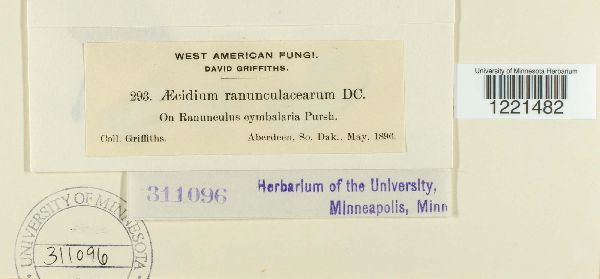 WEST AMERICAN FUNGI.
DAVID GRIFFITHS.
293. Æcidium ranunculacearum DC.
On Ranunculus cymbalaria Pursh.
Coll. Griffiths. Aberdeen, So. Dak., May, 1896.
University of Minnesota Herbarium
1221482
311096 Herbarium of the University,
Minneapolis, Minn
UNIVERSITY OF MINNESOTA
311096